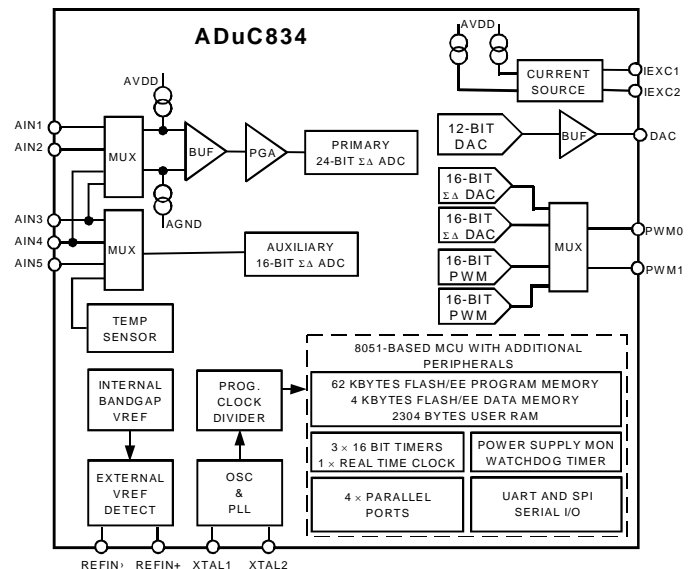 ADuC834
AVDD
IEXC1
CURRENT
SOURCE
IEXC2
AVDD
AIN1
AIN2
MUX
BUF
PGA
PRIMARY
24-BIT ΣΔ ADC
12-BIT
DAC
BUF
DAC
AGND
AIN3
AIN4
AIN5
MUX
AUXILIARY
16-BIT ΣΔ ADC
16-BIT
ΣΔ DAC
16-BIT
ΣΔ DAC
16-BIT
PWM
16-BIT
PWM
MUX
PWM0
PWM1
TEMP
SENSOR
INTERNAL
BANDGAP
VREF
PROG.
CLOCK
DIVIDER
EXTERNAL
VREF
DETECT
OSC
&
PLL
8051-BASED MCU WITH ADDITIONAL
PERIPHERALS
62 KBYTES FLASH/EE PROGRAM MEMORY
4 KBYTES FLASH/EE DATA MEMORY
2304 BYTES USER RAM
3 × 16 BIT TIMERS
1 × REAL TIME CLOCK
POWER SUPPLY MON
WATCHDOG TIMER
4 × PARALLEL
PORTS
UART AND SPI
SERIAL I/O
REFIN›
REFIN+
XTAL1
XTAL2